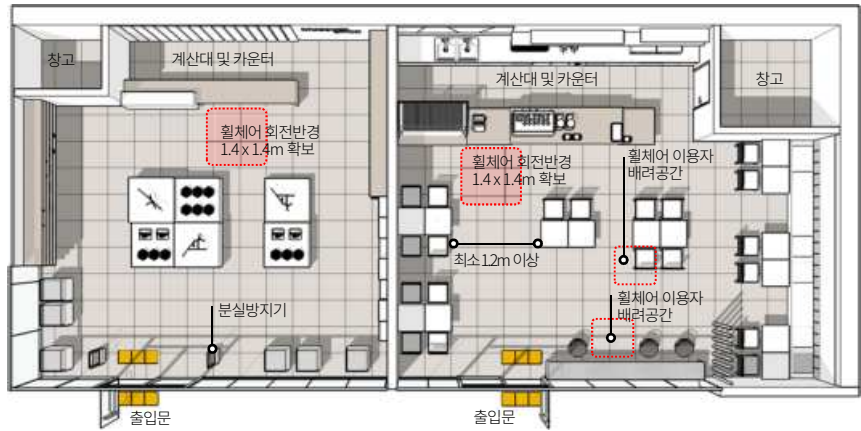 창고
계산대 및 카운터
휠체어 회전반경
1.4 x 1.4m 확보
분실방지기
출입문
계산대 및 카운터
창고
휠체어 회전반경
1.4 x 1.4m 확보
휠체어 이용자
배려공간
최소 1.2m 이상
휠체어 이용자
배려공간
출입문